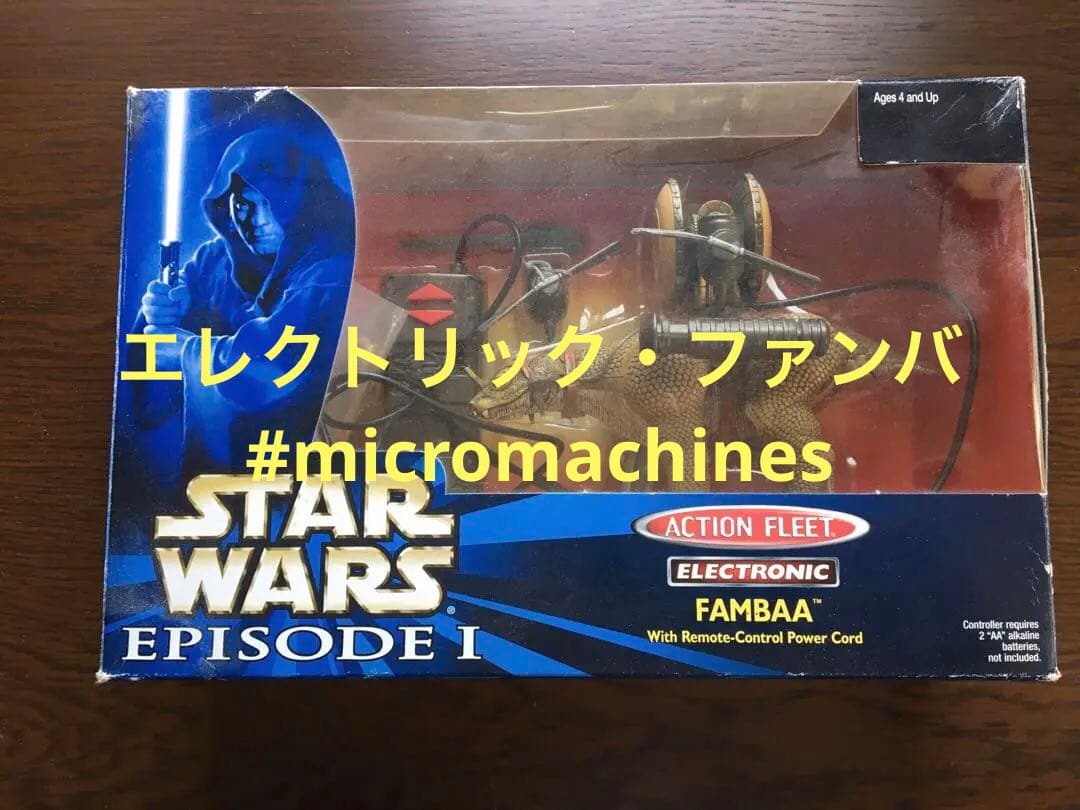 Ages 4 and Up
エレクトリック・ファンバ
#micromachines
STAR
WARS®
EPISODE I
ACTION FLEET®
ELECTRONIC
FAMBAA™
With Remote-Control Power Cord
Controller requires
2 "AA" alkaline
batteries,
not included.